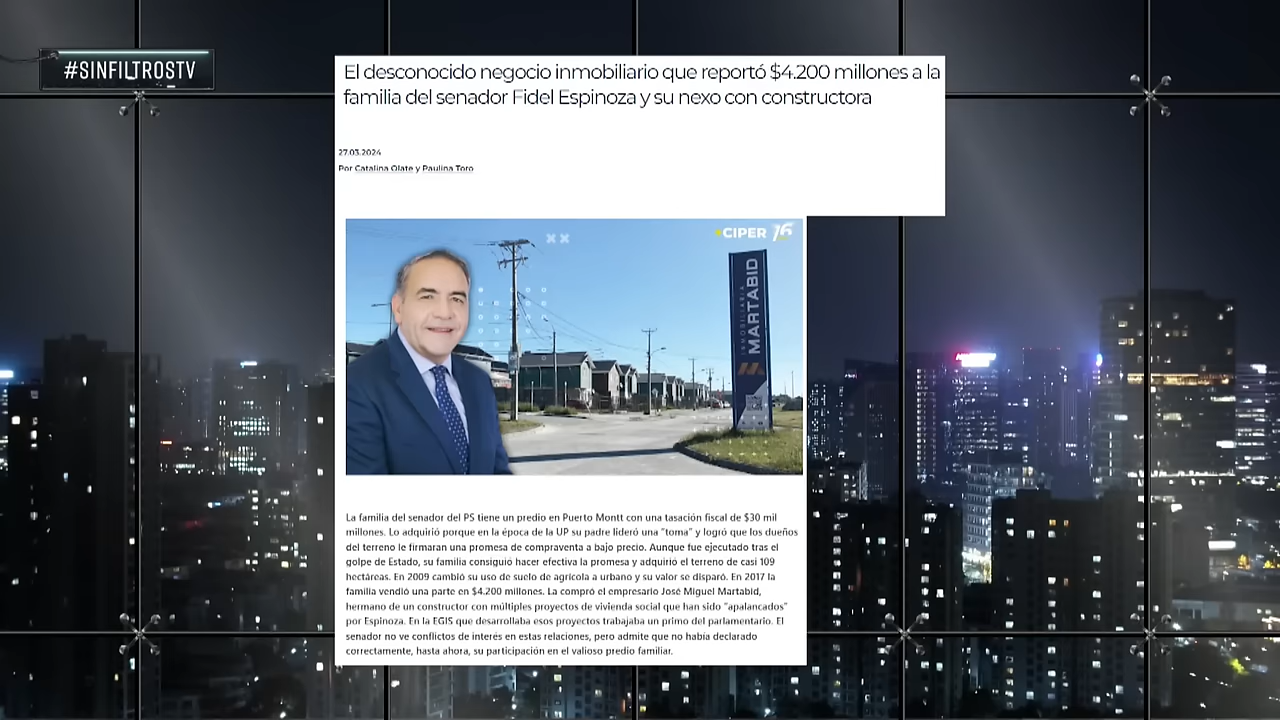 #SINFILTROSTV
El desconocido negocio inmobiliario que reportó $4.200 millones a la
familia del senador Fidel Espinoza y su nexo con constructora
27.03.2024
Por Catalina Olate y Paulina Toro
CIPER 16
INMOBILIARIA
MARTABID
La familia del senador del PS tiene un predio en Puerto Montt con una tasación fiscal de $30 mil
millones. Lo adquirió porque en la época de la UP su padre lideró una "toma" y logró que los dueños
del terreno le firmaran una promesa de compraventa a bajo precio. Aunque fue ejecutado tras el
golpe de Estado, su familia consiguió hacer efectiva la promesa y adquirió el terreno de casi 109
hectáreas. En 2009 cambió su uso de suelo de agrícola a urbano y su valor se disparó. En 2017 la
familia vendió una parte en $4.200 millones. La compró el empresario José Miguel Martabid,
hermano de un constructor con múltiples proyectos de vivienda social que han sido "apalancados"
por Espinoza. En la EGIS que desarrollaba esos proyectos trabajaba un primo del parlamentario. El
senador no ve conflictos de interés en estas relaciones, pero admite que no había declarado
correctamente, hasta ahora, su participación en el valioso predio familiar.